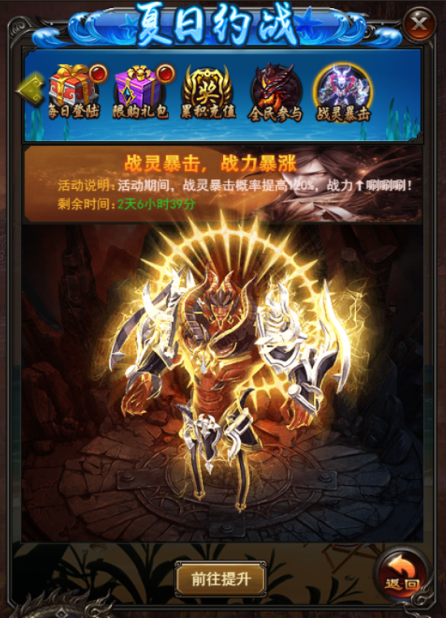 夏日约战
每日登陆
限购礼包
累积充值
全民参与
战灵暴击
奖
战灵暴击，战力暴涨
活动说明：活动期间，战灵暴击概率提高120%，战力↑唰唰唰！
剩余时间：2天6小时39分
前往提升
返回